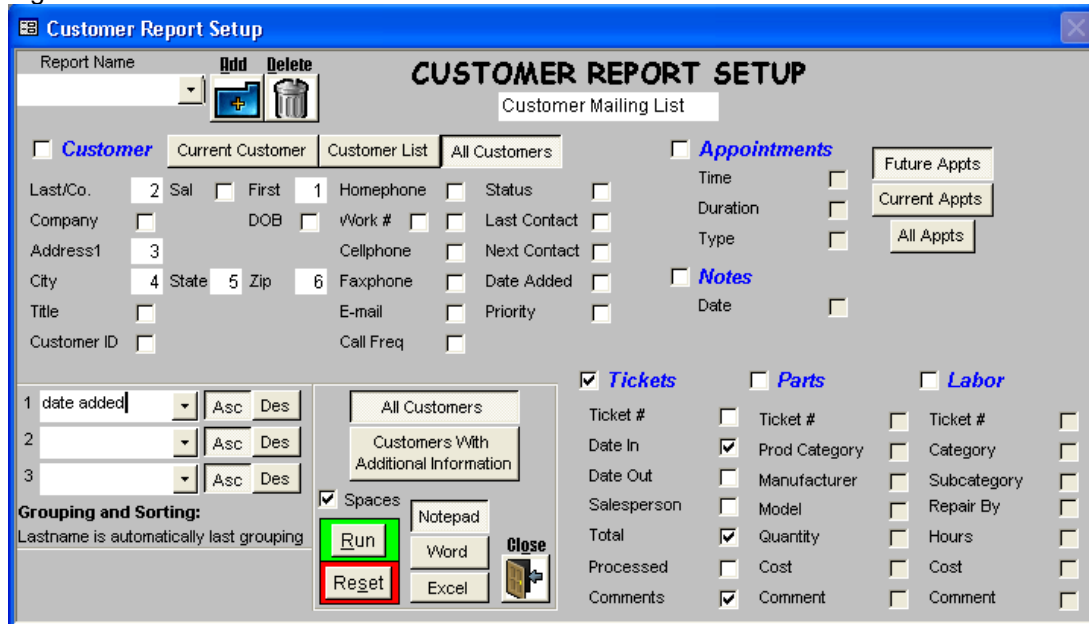 Customer Report Setup
Report Name Add Delete
CUSTOMER REPORT SETUP
Customer Mailing List
Customer Current Customer Customer List All Customers
Last/Co. 2 Sal First 1 Homephone Status
Company DOB Work # Last Contact
Address1 3 Cellphone Next Contact
City 4 State 5 Zip 6 Faxphone Date Added
Title E-mail Priority
Customer ID Call Freq
Appointments
Time
Duration
Type
Future Appts
Current Appts
All Appts
Notes
Date
1 date added Asc Des
2 Asc Des
3 Asc Des
Grouping and Sorting:
Lastname is automatically last grouping
All Customers
Customers With
Additional Information
Spaces
Run
Reset
Notepad
Word
Excel
Close
Tickets
Ticket #
Date In
Date Out
Salesperson
Total
Processed
Comments
Parts
Ticket #
Prod Category
Manufacturer
Model
Quantity
Cost
Comment
Labor
Ticket #
Category
Subcategory
Repair By
Hours
Cost
Comment